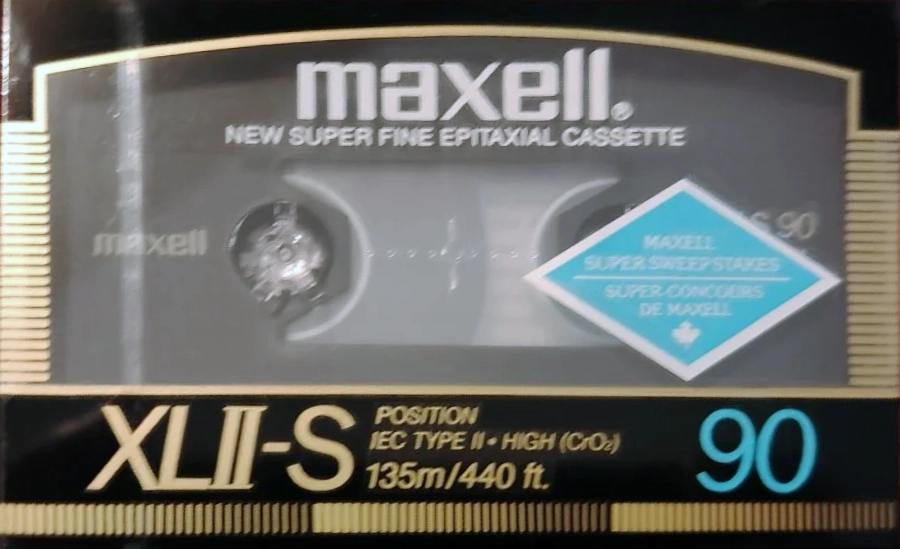 maxell®
NEW SUPER FINE EPITAXIAL CASSETTE
maxell
S 90
MAXELL
SUPER SWEEPSTAKES
SUPER-CONCOURS
DE MAXELL
XLII-S
POSITION
IEC TYPE II • HIGH (CrO₂)
135m/440 ft.
90